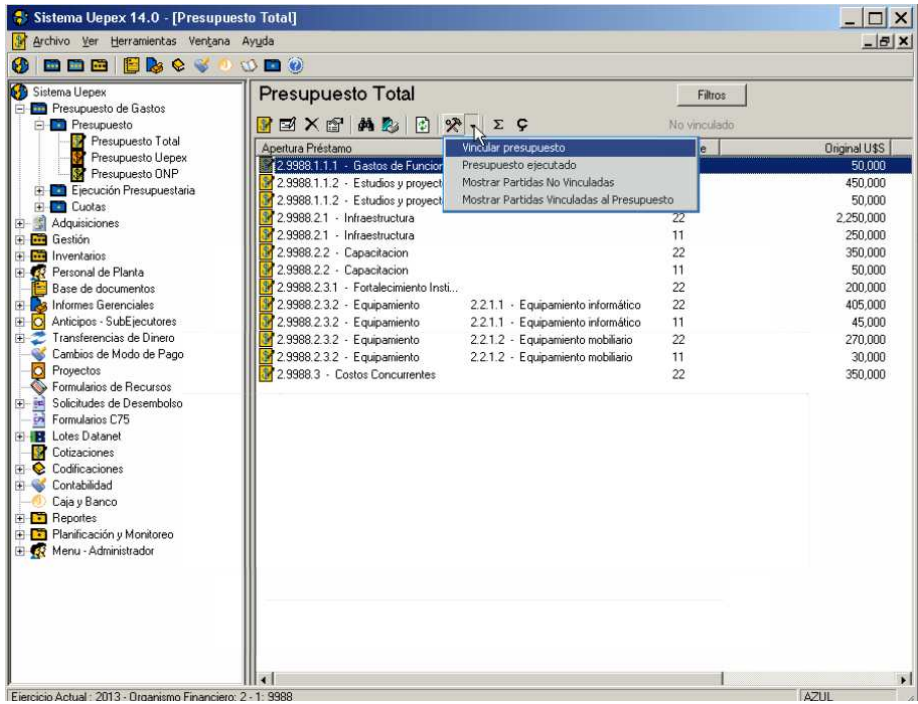 Sistema Uepex 14.0 - [Presupuesto Total]
Archivo Ver Herramientas Ventana Ayuda
Sistema Uepex
Presupuesto de Gastos
Presupuesto
Presupuesto Total
Presupuesto Uepex
Presupuesto ONP
Ejecución Presupuestaria
Cuotas
Adquisiciones
Gestión
Inventarios
Personal de Planta
Base de documentos
Informes Gerenciales
Anticipos - SubEjecutores
Transferencias de Dinero
Cambios de Modo de Pago
Proyectos
Formularios de Recursos
Solicitudes de Desembolso
Formularios C75
Lotes Datanet
Cotizaciones
Codificaciones
Contabilidad
Caja y Banco
Reportes
Planificación y Monitoreo
Menu - Administrador
Presupuesto Total
Filtros
Σ Ç
No vinculado
Vincular presupuesto
Presupuesto ejecutado
Mostrar Partidas No Vinculadas
Mostrar Partidas Vinculadas al Presupuesto
Apertura Préstamo e Original U$S
2.9988.1.1.1 - Gastos de Funcion 50,000
2.9988.1.1.2 - Estudios y proyect 450,000
2.9988.1.1.2 - Estudios y proyect 50,000
2.9988.2.1 - Infraestructura 22 2,250,000
2.9988.2.1 - Infraestructura 11 250,000
2.9988.2.2 - Capacitacion 22 350,000
2.9988.2.2 - Capacitacion 11 50,000
2.9988.2.3.1 - Fortalecimiento Insti... 22 200,000
2.9988.2.3.2 - Equipamiento 2.2.1.1 - Equipamiento informático 22 405,000
2.9988.2.3.2 - Equipamiento 2.2.1.1 - Equipamiento informático 11 45,000
2.9988.2.3.2 - Equipamiento 2.2.1.2 - Equipamiento mobiliario 22 270,000
2.9988.2.3.2 - Equipamiento 2.2.1.2 - Equipamiento mobiliario 11 30,000
2.9988.3 - Costos Concurrentes 22 350,000
Ejercicio Actual : 2013 - Organismo Financiero: 2 - 1: 9988 AZUL